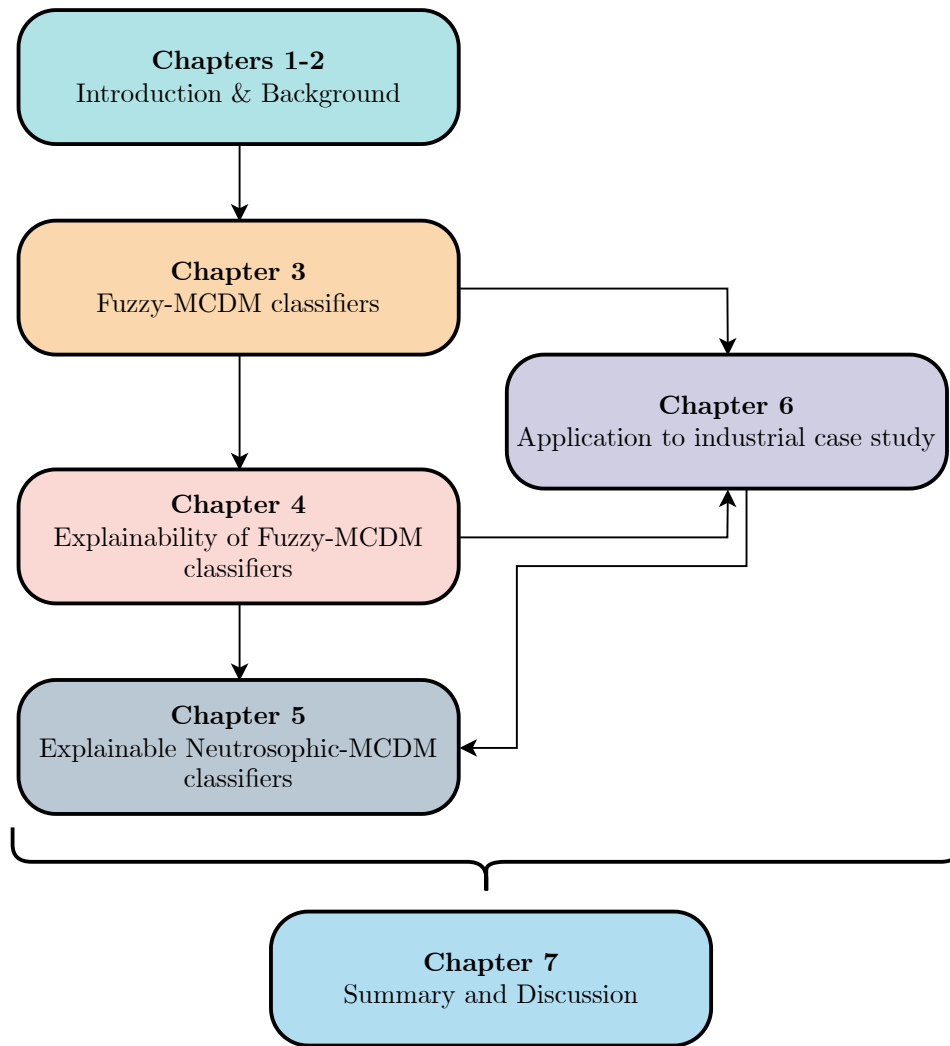 Chapters 1-2
Introduction & Background
Chapter 3
Fuzzy-MCDM classifiers
Chapter 6
Application to industrial case study
Chapter 4
Explainability of Fuzzy-MCDM
classifiers
Chapter 5
Explainable Neutrosophic-MCDM
classifiers
Chapter 7
Summary and Discussion